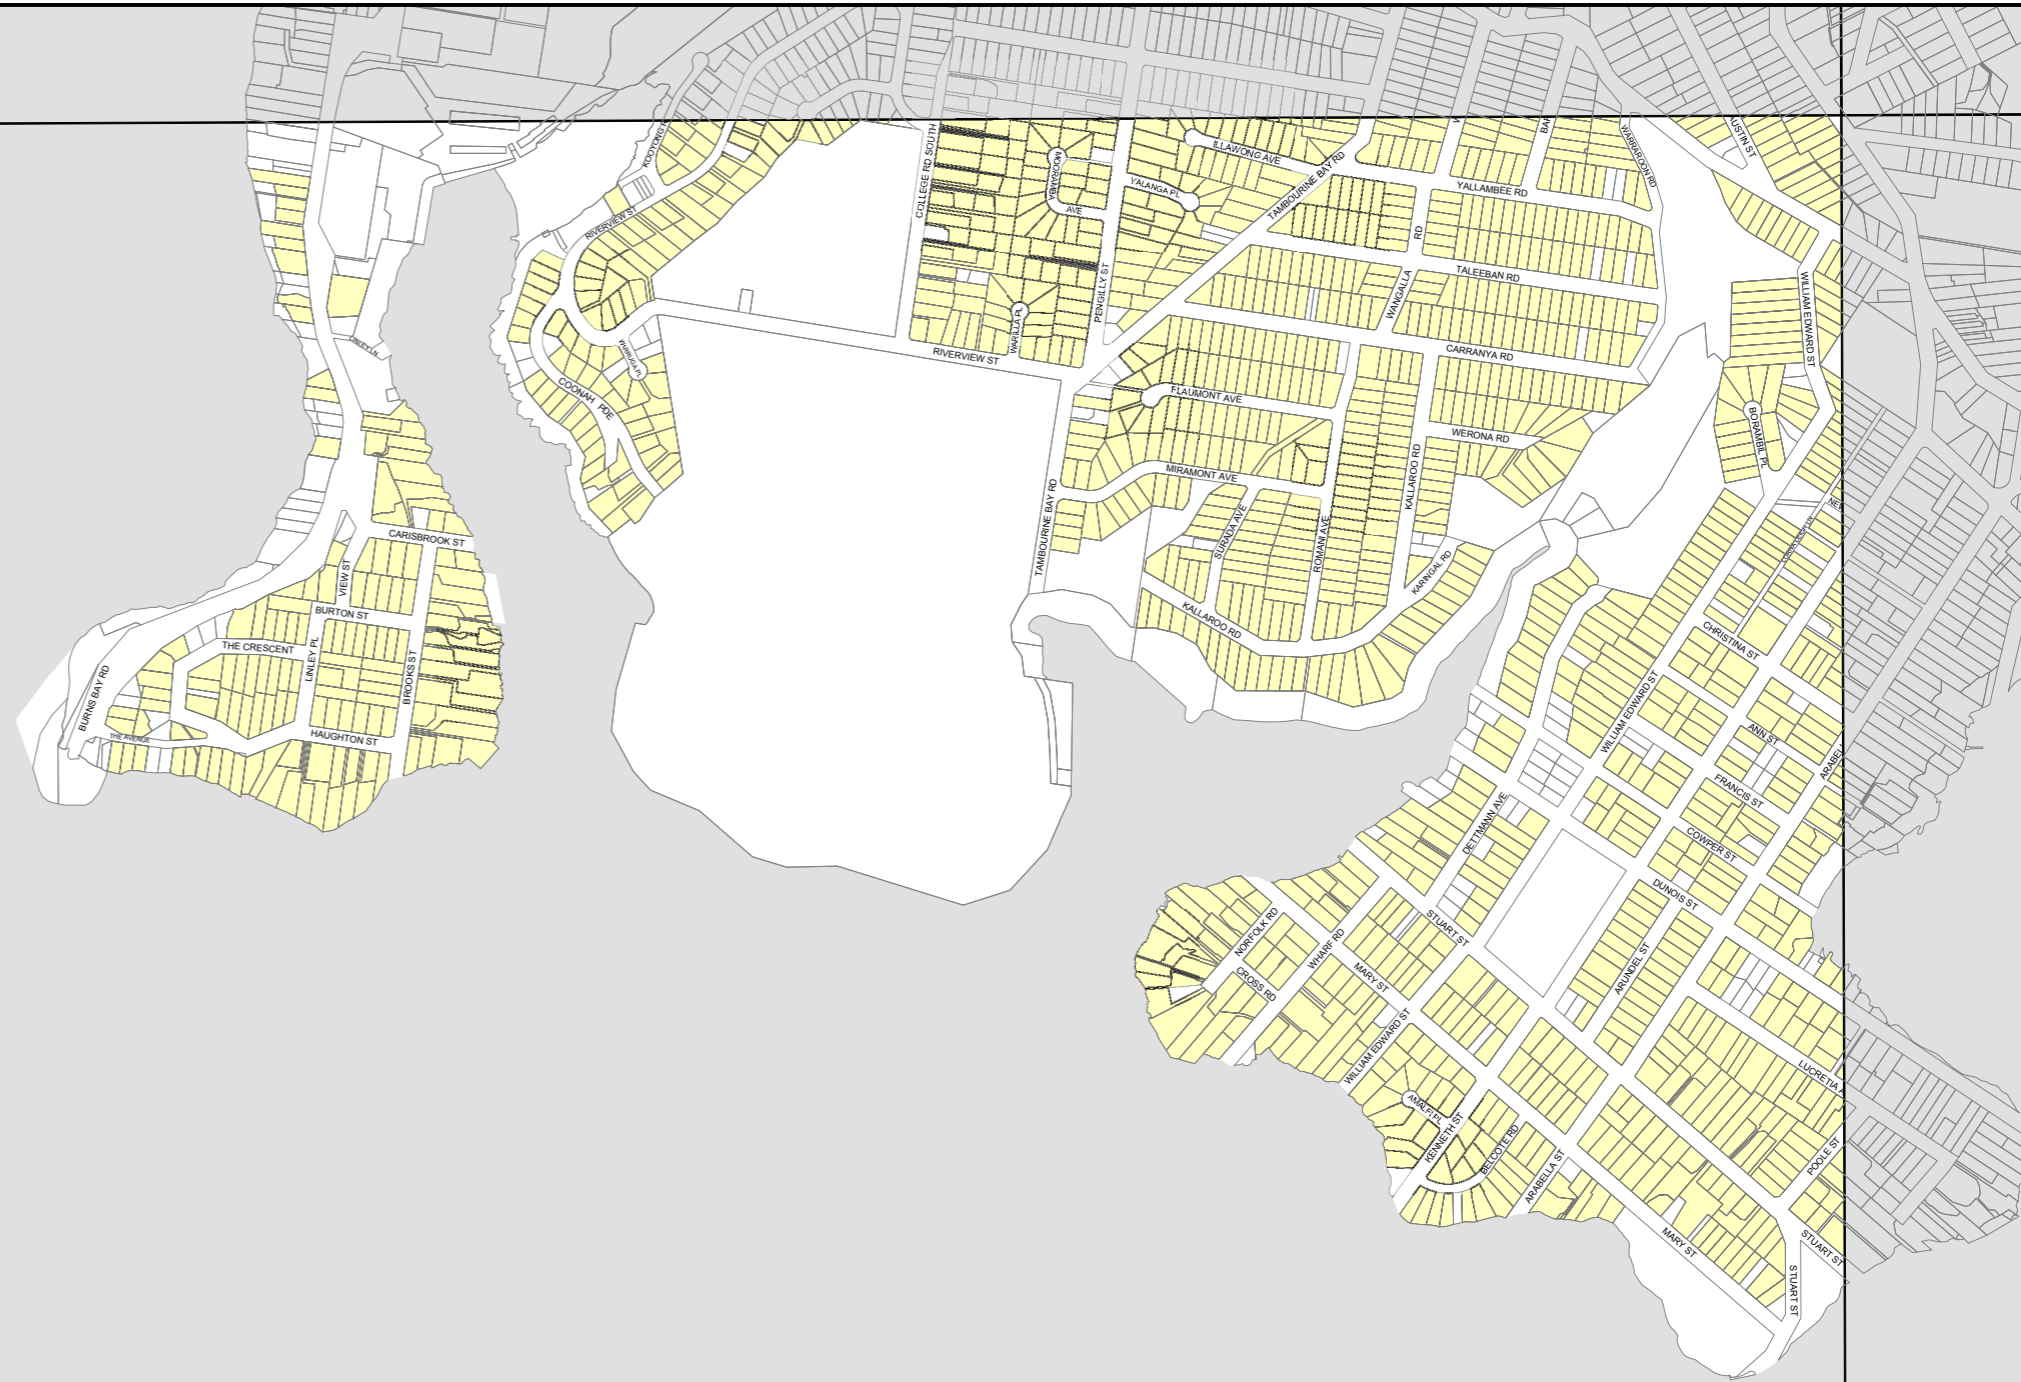 KOOTONG
COLLEGE RD SOUTH
MOORAMBA
AVE
YALANGA PL
ILLAWONG AVE
TAMBOURINE BAY RD
W
BAR
WARRAROON RD
AUSTIN ST
YALLAMBEE RD
RIVERVIEW ST
RD
WANGALLA
TALEEBAN RD
WILLIAM EDWARD ST
PENGILLY ST
WARILLA PL
LINLEY LN
RIVERVIEW ST
CARRANYA RD
COONAH PDE
FLAUMONT AVE
WERONA RD
BORAMBIL PL
MIRAMONT AVE
KALLAROO RD
TAMBOURINE BAY RD
SURADA AVE
ROMANI AVE
NEW
CARISBROOK ST
VIEW ST
KARINGAL RD
BURTON ST
KALLAROO RD
THE CRESCENT
LINLEY PL
BROOKS ST
CHRISTINA ST
BURNS BAY RD
THE AVENUE
HAUGHTON ST
WILLIAM EDWARD ST
ANN ST
ARABELL
FRANCIS ST
DETTMANN AVE
COWPER ST
DUNOIS ST
STUART ST
NORFOLK RD
WHARF RD
CROSS RD
MARY ST
ARUNDEL ST
WILLIAM EDWARD ST
LUCRETIA A
AMALFI PL
KENNETH ST
BELCOTE RD
ARABELLA ST
POOLE ST
MARY ST
STUART ST
STUART ST